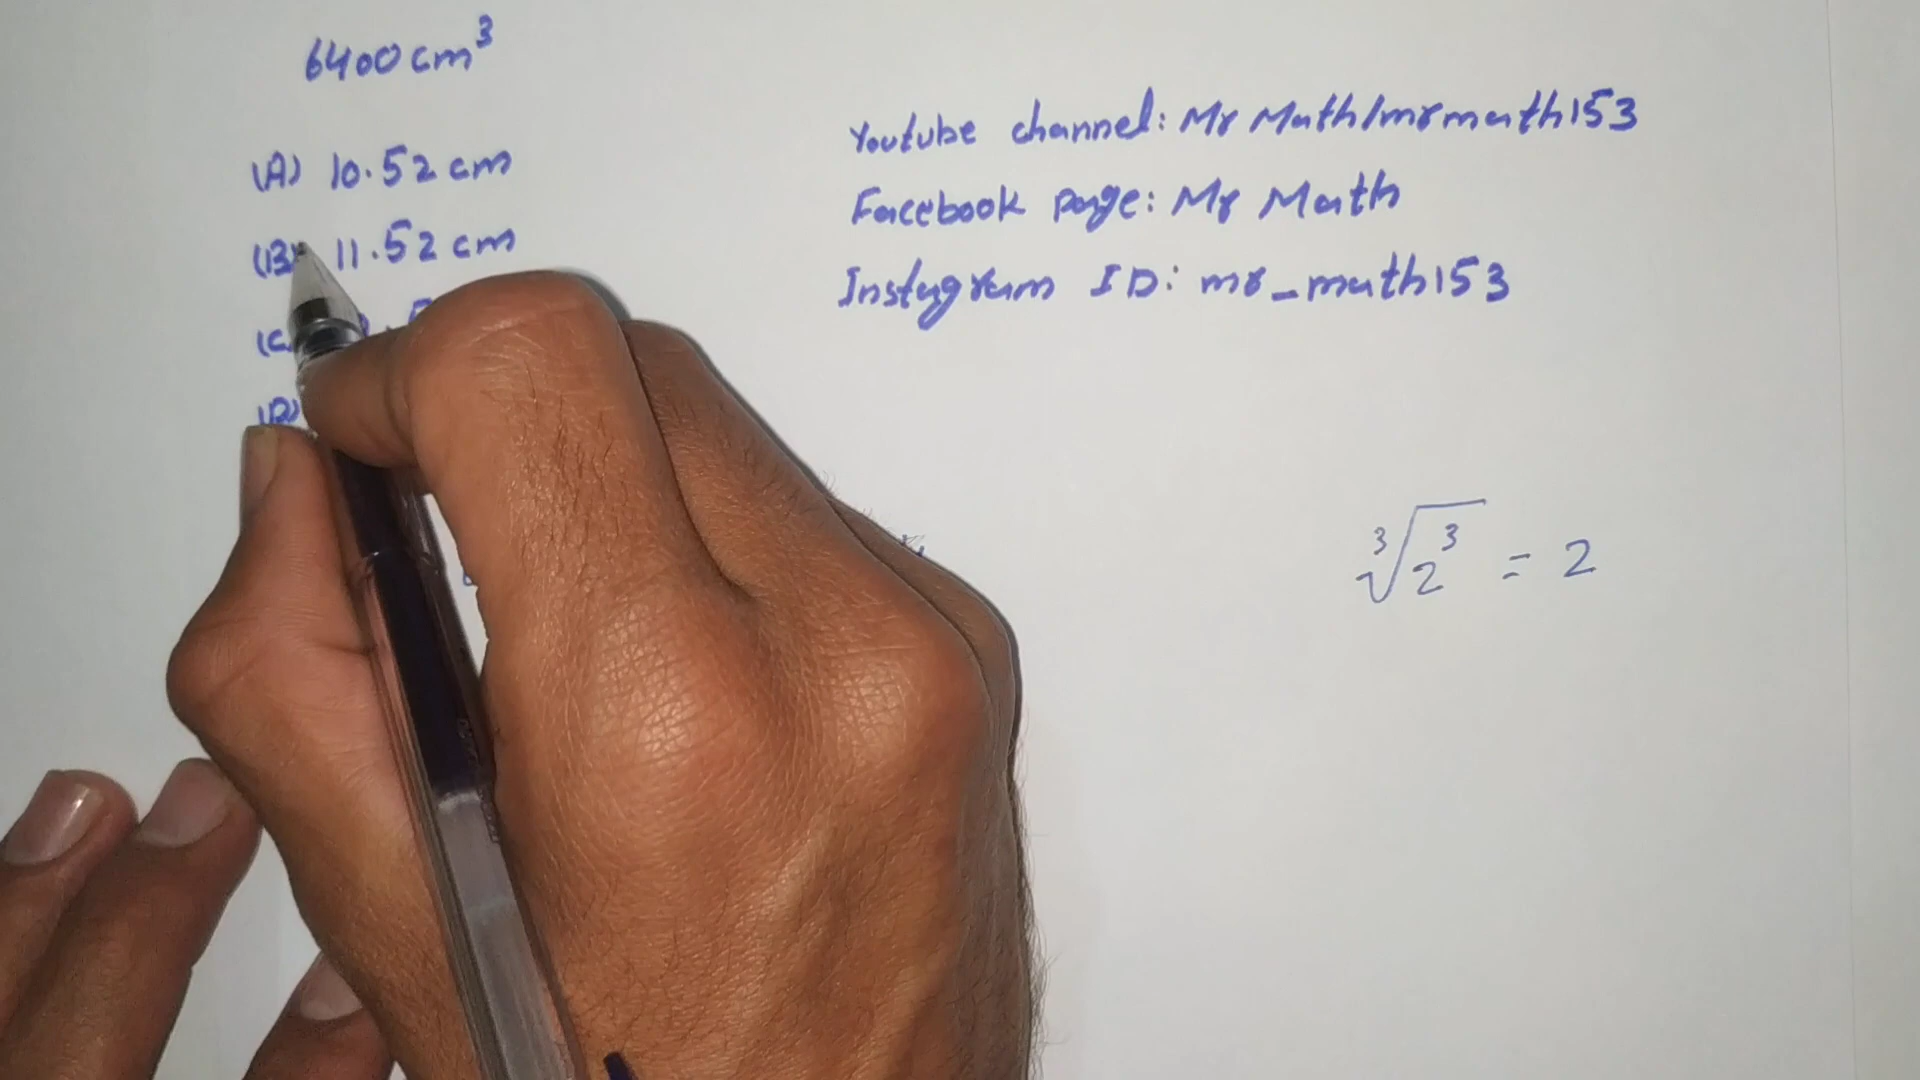 6400 cm³
(A) 10.52 cm
(B) 11.52 cm
(C)
(D)
Youtube channel: Mr Math/mrmath153
Facebook page: Mr Math
Instagram ID: mr_math153
∛2³ = 2